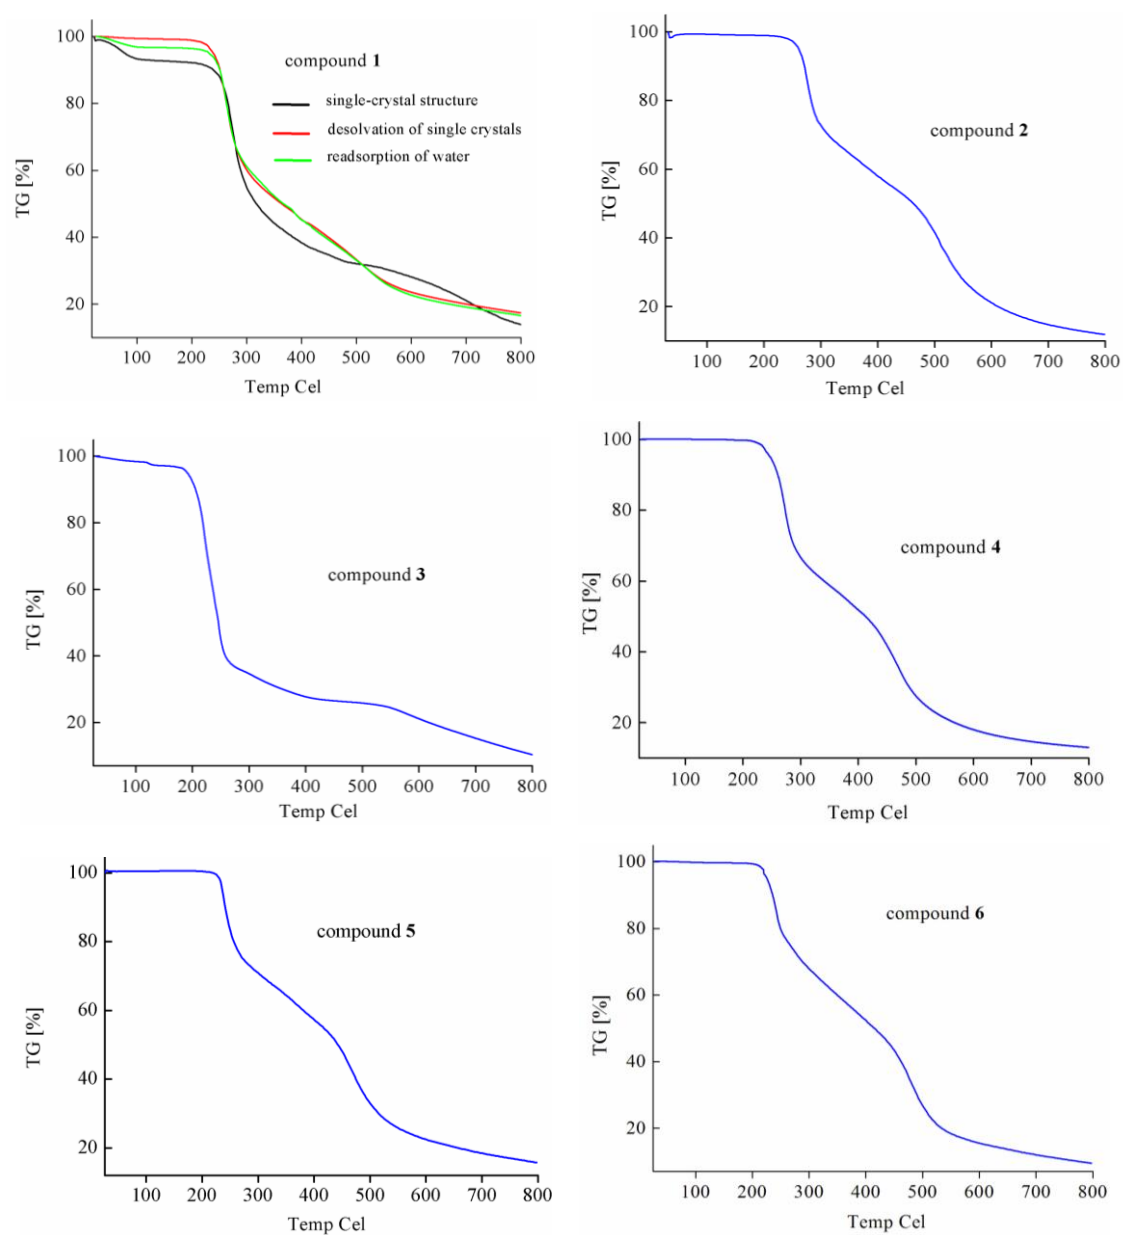 compound 1
single-crystal structure
desolvation of single crystals
readsorption of water
TG [%]
100
80
60
40
20
100 200 300 400 500 600 700 800
Temp Cel
compound 2
TG [%]
100
80
60
40
20
100 200 300 400 500 600 700 800
Temp Cel
compound 3
TG [%]
100
80
60
40
20
100 200 300 400 500 600 700 800
Temp Cel
compound 4
TG [%]
100
80
60
40
20
100 200 300 400 500 600 700 800
Temp Cel
compound 5
TG [%]
100
80
60
40
20
100 200 300 400 500 600 700 800
Temp Cel
compound 6
TG [%]
100
80
60
40
20
100 200 300 400 500 600 700 800
Temp Cel